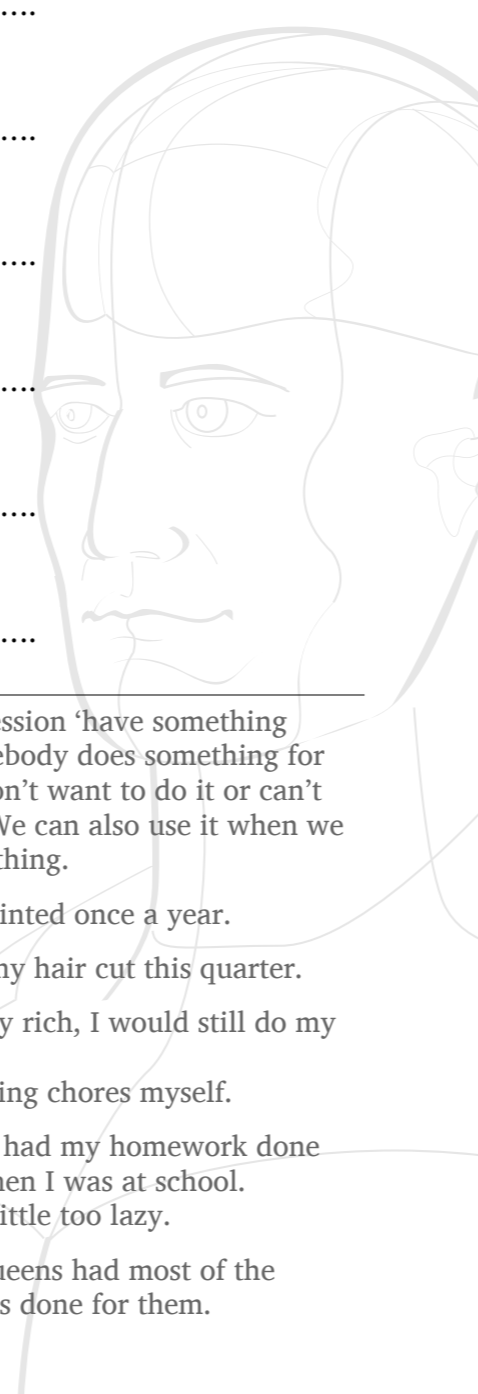 ....
....
....
....
....
....
ession ‘have something
ebody does something for
on’t want to do it or can’t
We can also use it when we
thing.
inted once a year.
my hair cut this quarter.
y rich, I would still do my
ing chores myself.
had my homework done
hen I was at school.
ittle too lazy.
ueens had most of the
s done for them.